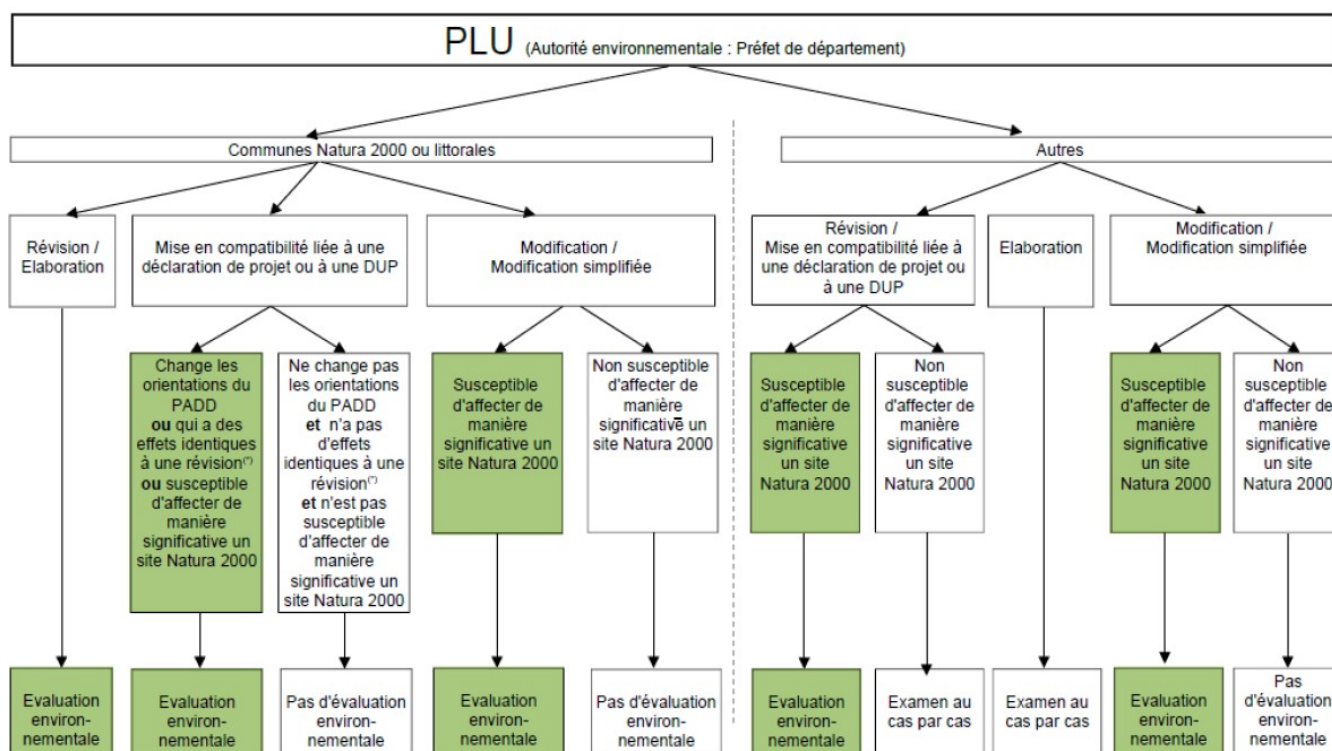 PLU (Autorité environnementale : Préfet de département)
Communes Natura 2000 ou littorales
Autres
Révision /
Elaboration
Mise en compatibilité liée à une
déclaration de projet ou à une DUP
Modification /
Modification simplifiée
Révision /
Mise en compatibilité liée à
une déclaration de projet ou
à une DUP
Elaboration
Modification /
Modification simplifiée
Change les
orientations du
PADD
ou qui a des
effets identiques
à une révision(*)
ou susceptible
d'affecter de
manière
significative un
site Natura 2000
Ne change pas
les orientations
du PADD
et n'a pas
d'effets
identiques à une
révision(*)
et n'est pas
susceptible
d'affecter de
manière
significative un
site Natura 2000
Susceptible
d'affecter de
manière
significative un
site Natura 2000
Non susceptible
d'affecter de
manière
significative un
site Natura 2000
Susceptible
d'affecter de
manière
significative
un site
Natura 2000
Non
susceptible
d'affecter de
manière
significative
un site
Natura 2000
Susceptible
d'affecter de
manière
significative
un site
Natura 2000
Non
susceptible
d'affecter de
manière
significative
un site
Natura 2000
Evaluation
environ-
nementale
Evaluation
environ-
nementale
Pas d'évaluation
environ-
nementale
Evaluation
environ-
nementale
Pas d'évaluation
environ-
nementale
Evaluation
environ-
nementale
Examen au
cas par cas
Examen au
cas par cas
Evaluation
environ-
nementale
Pas
d'évaluation
environ-
nementale